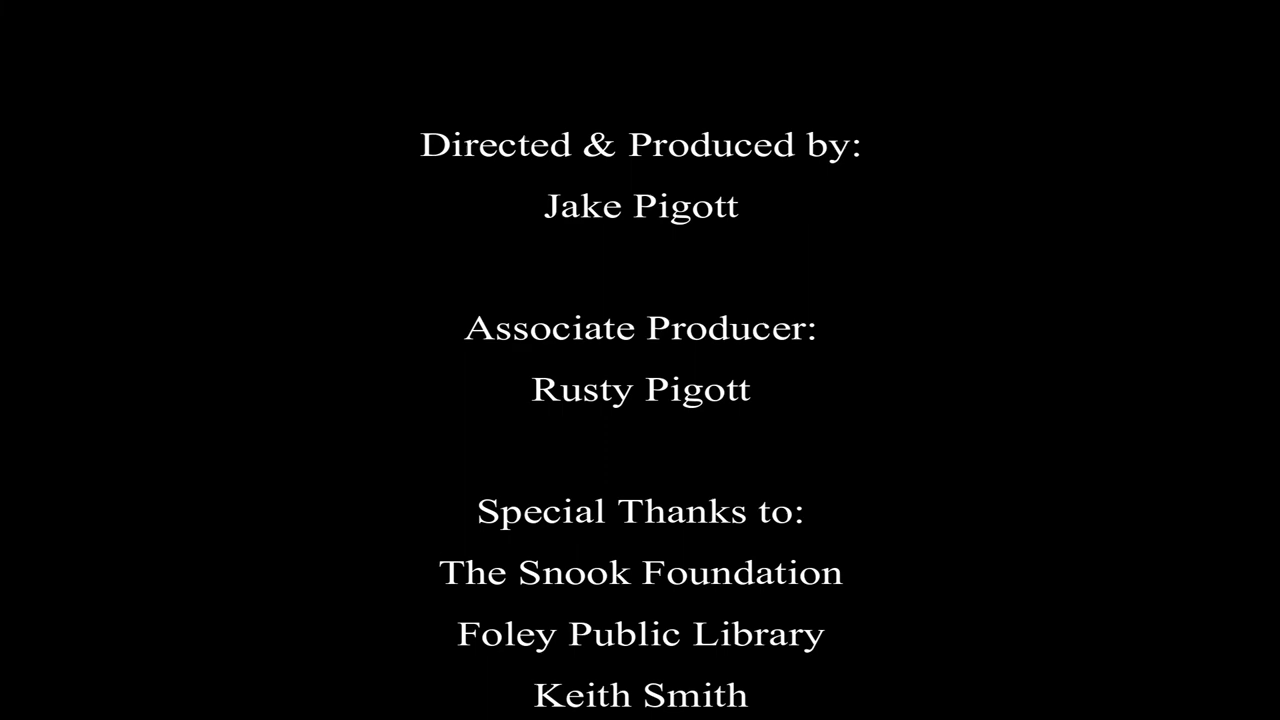 Directed & Produced by:
Jake Pigott
Associate Producer:
Rusty Pigott
Special Thanks to:
The Snook Foundation
Foley Public Library
Keith Smith